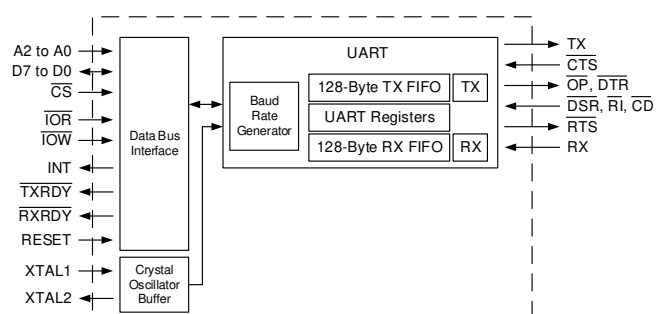 A2 to A0
D7 to D0
CS
IOR
IOW
INT
TXRDY
RXRDY
RESET
XTAL1
XTAL2
Data Bus
Interface
Crystal
Oscillator
Buffer
UART
Baud
Rate
Generator
128-Byte TX FIFO
TX
UART Registers
128-Byte RX FIFO
RX
TX
CTS
OP, DTR
DSR, RI, CD
RTS
RX